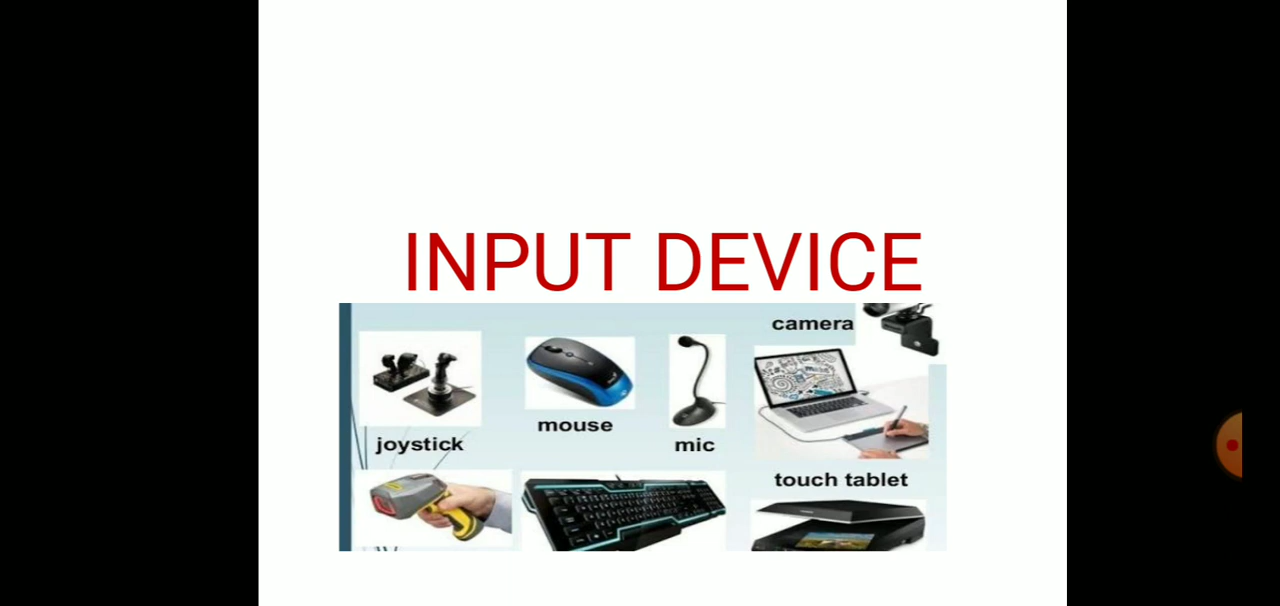 INPUT DEVICE
camera
joystick
mouse
mic
touch tablet